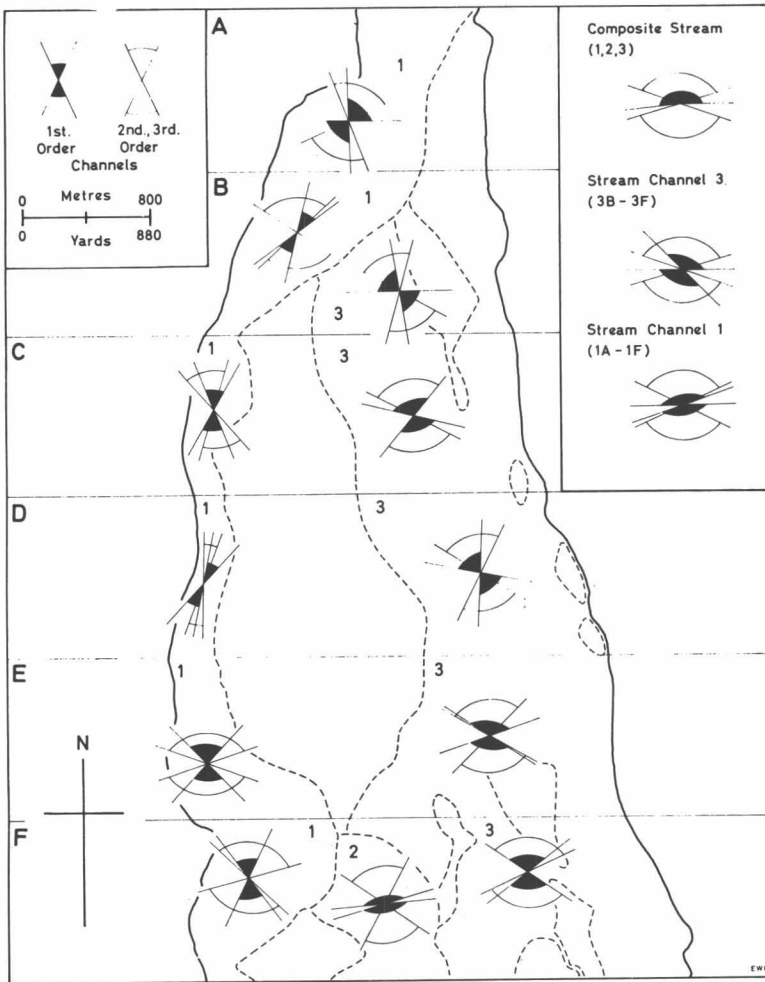 1st.
Order
2nd., 3rd.
Order
Channels
0 Metres 800
0 Yards 880
A
1
B
1
3
C
1
3
D
1
3
E
1
3
N
F
1
2
3
Composite Stream
(1,2,3)
Stream Channel 3.
(3B - 3F)
Stream Channel 1
(1A - 1F)